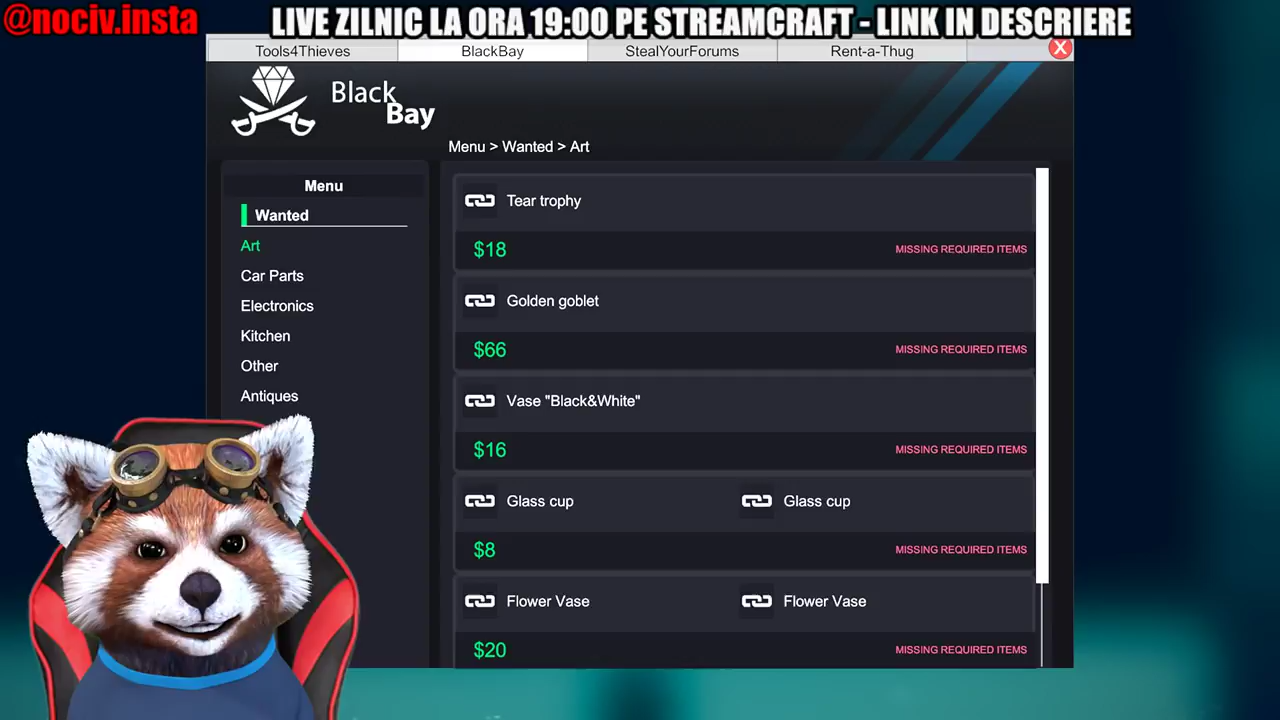 @nociv.insta
LIVE ZILNIC LA ORA 19:00 PE STREAMCRAFT - LINK IN DESCRIERE
Tools4Thieves
BlackBay
StealYourForums
Rent-a-Thug
X
Black
Bay
Menu > Wanted > Art
Menu
Wanted
Art
Car Parts
Electronics
Kitchen
Other
Antiques
Tear trophy
$18 MISSING REQUIRED ITEMS
Golden goblet
$66 MISSING REQUIRED ITEMS
Vase "Black&White"
$16 MISSING REQUIRED ITEMS
Glass cup Glass cup
$8 MISSING REQUIRED ITEMS
Flower Vase Flower Vase
$20 MISSING REQUIRED ITEMS